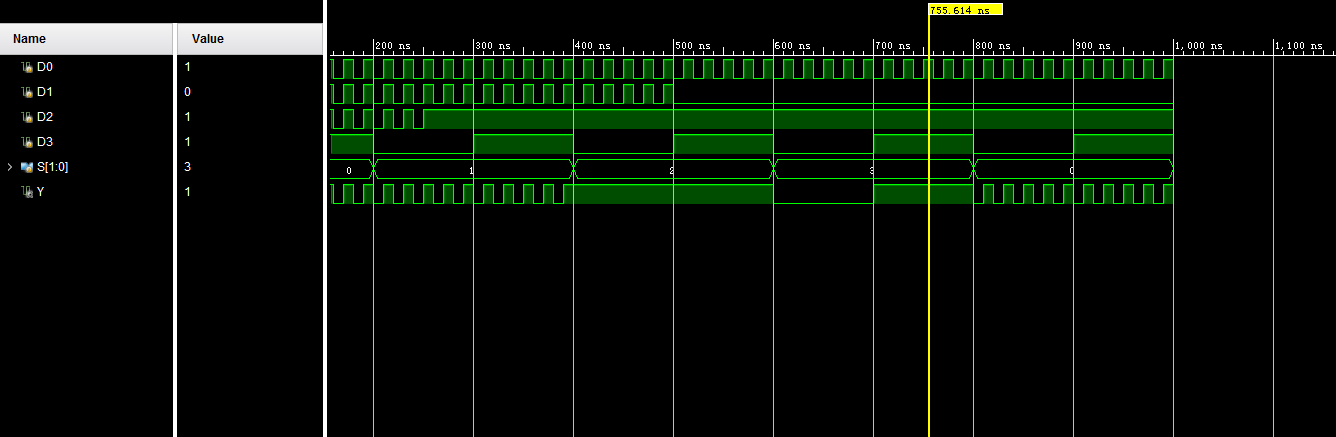 755.614 ns
Name Value
200 ns 300 ns 400 ns 500 ns 600 ns 700 ns 800 ns 900 ns 1,000 ns 1,100 ns
D0 1
D1 0
D2 1
D3 1
S[1:0] 3 0 1 2 3 0
Y 1